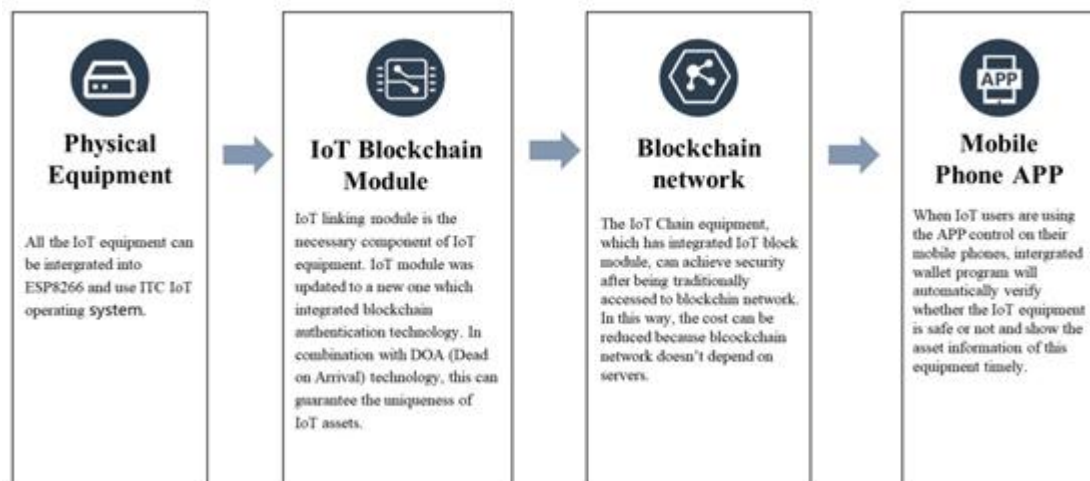 Physical
Equipment
All the IoT equipment can
be intergrated into
ESP8266 and use ITC IoT
operating system.
IoT Blockchain
Module
IoT linking module is the
necessary component of IoT
equipment. IoT module was
updated to a new one which
integrated blockchain
authentication technology. In
combination with DOA (Dead
on Arrival) technology, this can
guarantee the uniqueness of
IoT assets.
Blockchain
network
The IoT Chain equipment,
which has integrated IoT block
module, can achieve security
after being traditionally
accessed to blockchin network.
In this way, the cost can be
reduced because blcockchain
network doesn't depend on
servers.
APP
Mobile
Phone APP
When IoT users are using
the APP control on their
mobile phones, intergrated
wallet program will
automatically verify
whether the IoT equipment
is safe or not and show the
asset information of this
equipment timely.